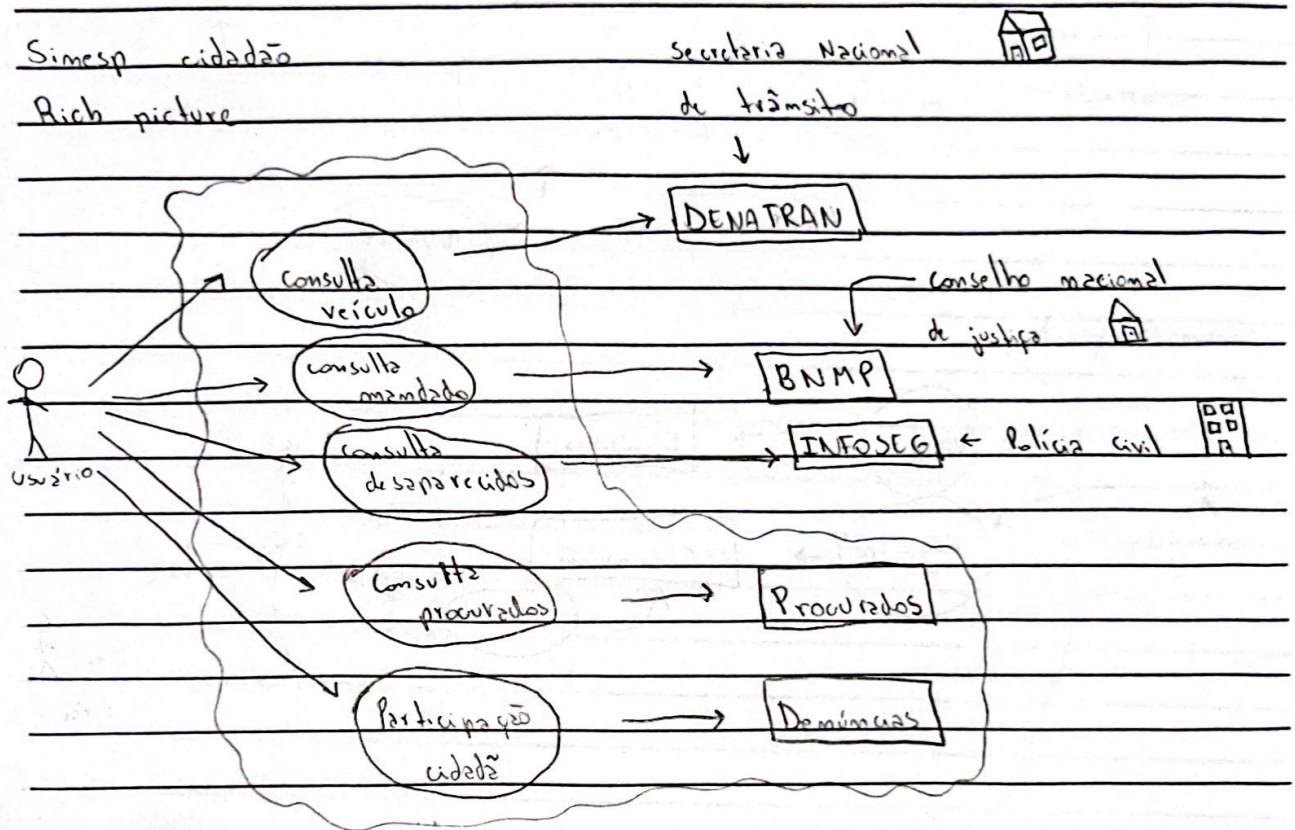 Sinesp cidadão
Rich picture
Secretaria Nacional
de trânsito
DENATRAN
Consulta
veículo
Conselho nacional
de justiça
consulta
mandado
BNMP
Consulta
desaparecidos
INFOSEG
Polícia Civil
usuário
Consulta
procurados
Procurados
Participação
cidadã
Denúncias